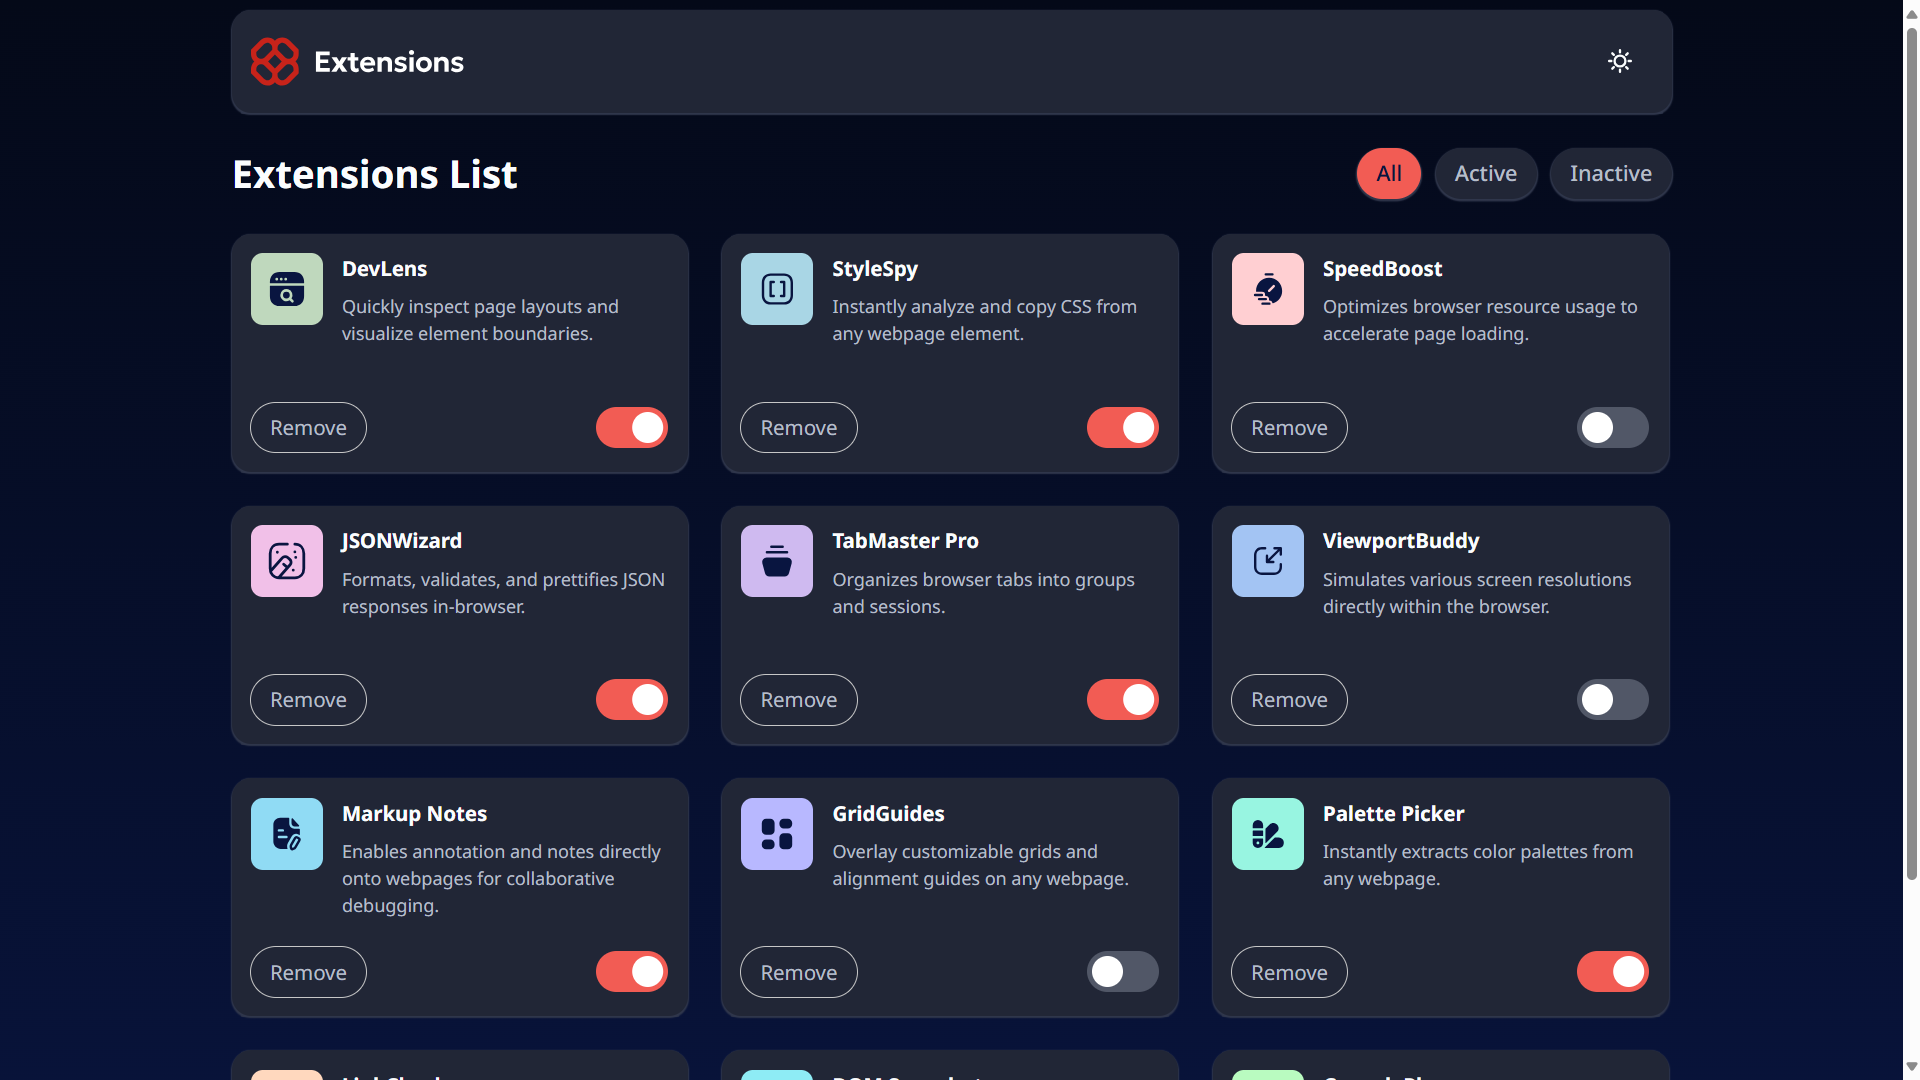 Extensions
Extensions List
All
Active
Inactive
DevLens
Quickly inspect page layouts and
visualize element boundaries.
Remove
StyleSpy
Instantly analyze and copy CSS from
any webpage element.
Remove
SpeedBoost
Optimizes browser resource usage to
accelerate page loading.
Remove
JSONWizard
Formats, validates, and prettifies JSON
responses in-browser.
Remove
TabMaster Pro
Organizes browser tabs into groups
and sessions.
Remove
ViewportBuddy
Simulates various screen resolutions
directly within the browser.
Remove
Markup Notes
Enables annotation and notes directly
onto webpages for collaborative
debugging.
Remove
GridGuides
Overlay customizable grids and
alignment guides on any webpage.
Remove
Palette Picker
Instantly extracts color palettes from
any webpage.
Remove